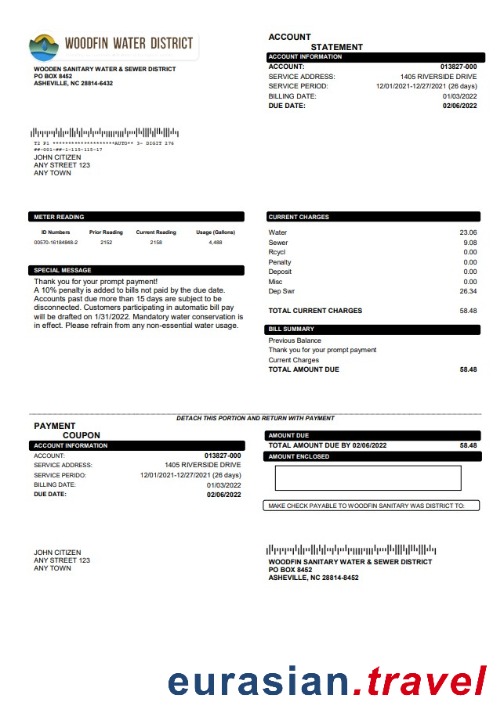 WOODFIN WATER DISTRICT
WOODEN SANITARY WATER & SEWER DISTRICT
PO BOX 8452
ASHEVILLE, NC 28814-6432
ACCOUNT
STATEMENT
ACCOUNT INFORMATION
ACCOUNT: 013827-000
SERVICE ADDRESS: 1405 RIVERSIDE DRIVE
SERVICE PERIOD: 12/01/2021-12/27/2021 (26 days)
BILLING DATE: 01/03/2022
DUE DATE: 02/06/2022
JOHN CITIZEN
ANY STREET 123
ANY TOWN
METER READING
ID Numbers Prior Reading Current Reading Usage (Gallons)
2152 2158 4,488
SPECIAL MESSAGE
Thank you for your prompt payment!
A 10% penalty is added to bills not paid by the due date.
Accounts past due more than 15 days are subject to
disconnected. Customers participating in automatic bill pay
will be drafted on 1/31/2022. Mandatory water conservation is
in effect. Please refrain from any non-essential water usage.
CURRENT CHARGES
Water 23.06
Sewer 9.08
Rcycl 0.00
Penalty 0.00
Deposit 0.00
Misc 0.00
Dep Swr 26.34
TOTAL CURRENT CHARGES 58.48
BILL SUMMARY
Previous Balance
Thank you for your prompt payment
Current Charges
TOTAL AMOUNT DUE 58.48
DETACH THIS PORTION AND RETURN WITH PAYMENT
PAYMENT
COUPON
ACCOUNT INFORMATION
ACCOUNT: 013827-000
SERVICE ADDRESS: 1405 RIVERSIDE DRIVE
SERVICE PERIDO: 12/01/2021-12/27/2021 (26 days)
BILLING DATE: 01/03/2022
DUE DATE: 02/06/2022
AMOUNT DUE
TOTAL AMOUNT DUE BY 02/06/2022 58.48
AMOUNT ENCLOSED
MAKE CHECK PAYABLE TO WOODFIN SANITARY WAS DISTRICT TO:
JOHN CITIZEN
ANY STREET 123
ANY TOWN
WOODFIN SANITARY WATER & SEWER DISTRICT
PO BOX 8452
ASHEVILLE, NC 28814-8452
eurasian.travel